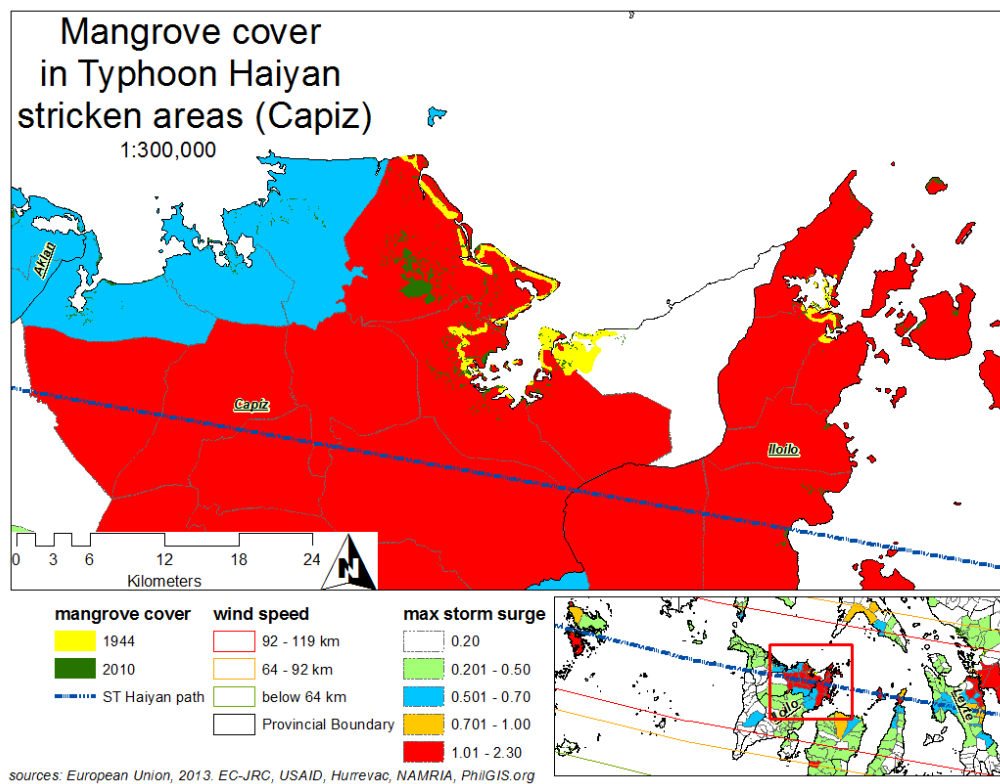 Mangrove cover
in Typhoon Haiyan
stricken areas (Capiz)
1:300,000
Aklan
Capiz
Iloilo
0 3 6 12 18 24
Kilometers
N
mangrove cover
1944
2010
ST Haiyan path
wind speed
92 - 119 km
64 - 92 km
below 64 km
Provincial Boundary
max storm surge
0.20
0.201 - 0.50
0.501 - 0.70
0.701 - 1.00
1.01 - 2.30
Leyte
sources: European Union, 2013. EC-JRC, USAID, Hurrevac, NAMRIA, PhilGIS.org